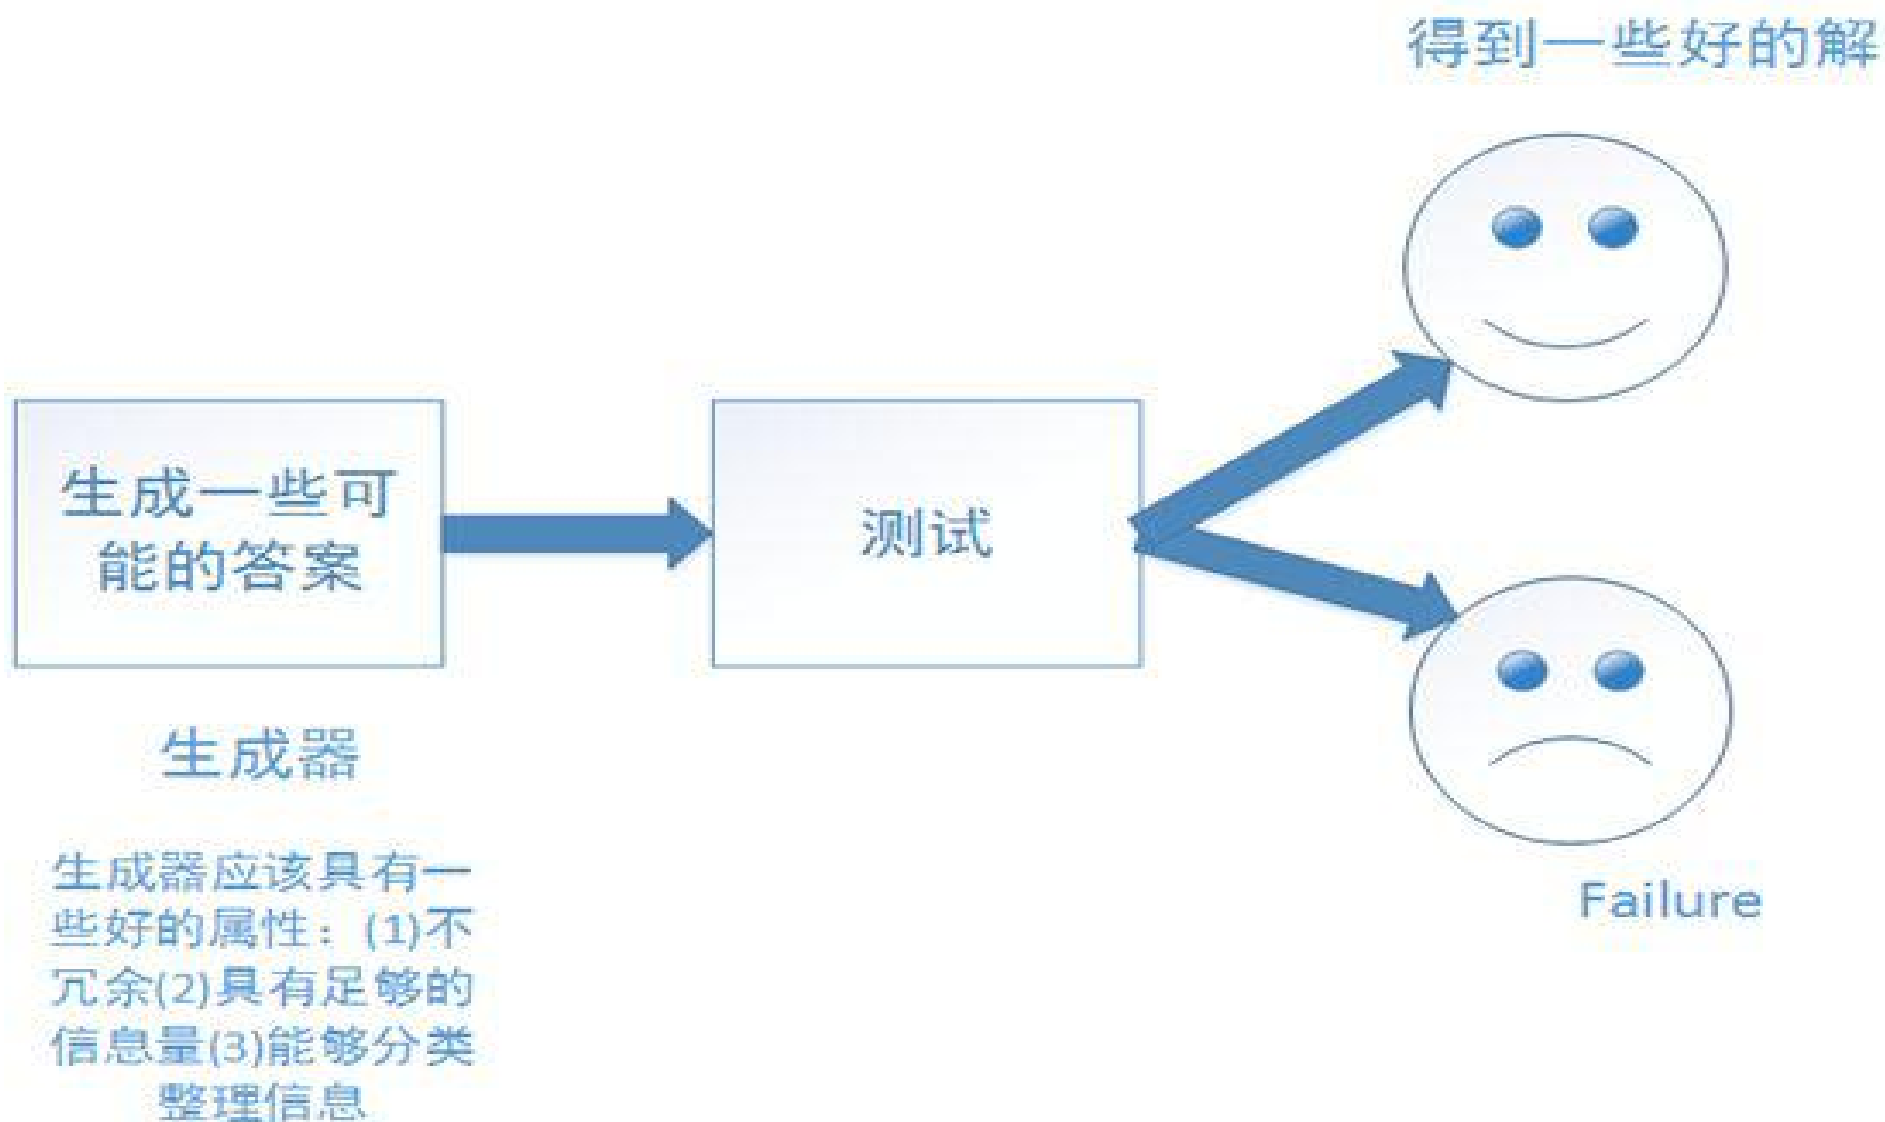 得到一些好的解
生成一些可
能的答案
测试
生成器
生成器应该具有一
些好的属性：(1)不
冗余(2)具有足够的
信息量(3)能够分类
整理信息
Failure